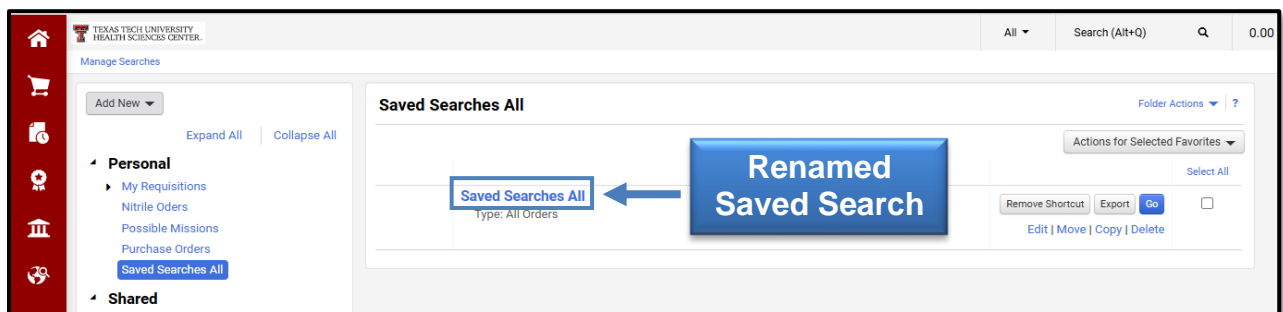 TEXAS TECH UNIVERSITY
HEALTH SCIENCES CENTER.
All
Search (Alt+Q)
0.00
Manage Searches
Add New
Expand All
Collapse All
Personal
My Requisitions
Nitrile Oders
Possible Missions
Purchase Orders
Saved Searches All
Shared
Saved Searches All
Folder Actions
?
Actions for Selected Favorites
Select All
Saved Searches All
Type: All Orders
Renamed
Saved Search
Remove Shortcut
Export
Go
Edit | Move | Copy | Delete